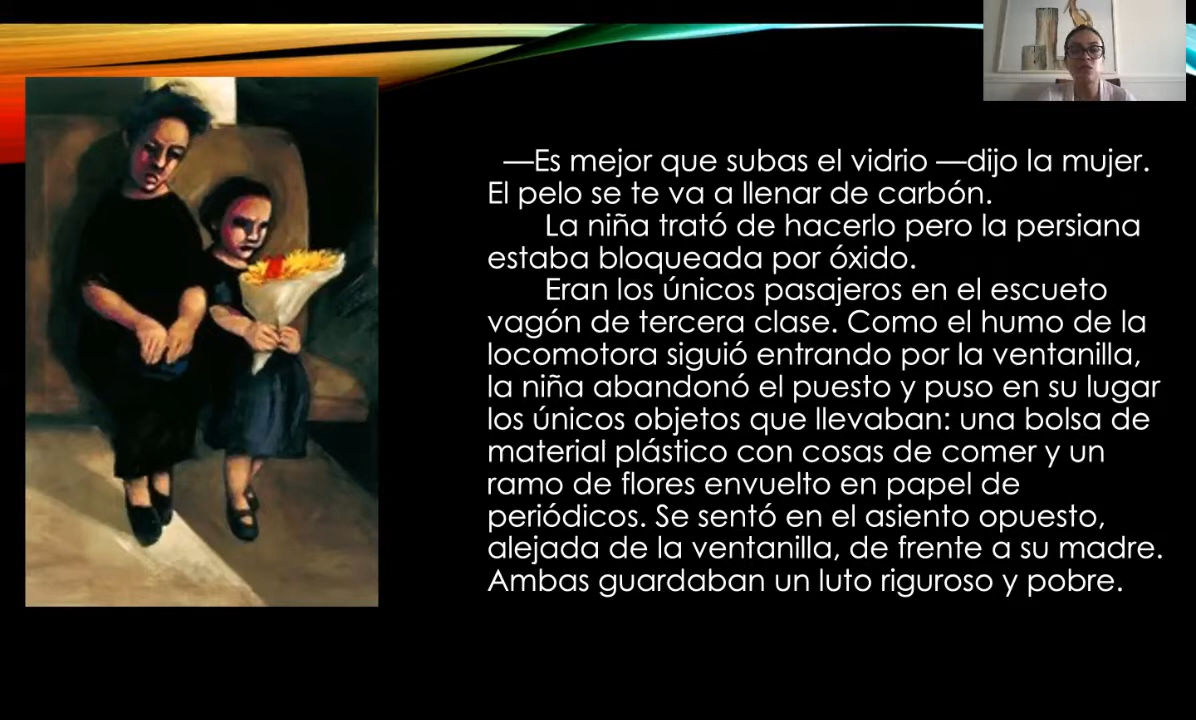 —Es mejor que subas el vidrio —dijo la mujer.
El pelo se te va a llenar de carbón.
La niña trató de hacerlo pero la persiana
estaba bloqueada por óxido.
Eran los únicos pasajeros en el escueto
vagón de tercera clase. Como el humo de la
locomotora siguió entrando por la ventanilla,
la niña abandonó el puesto y puso en su lugar
los únicos objetos que llevaban: una bolsa de
material plástico con cosas de comer y un
ramo de flores envuelto en papel de
periódicos. Se sentó en el asiento opuesto,
alejada de la ventanilla, de frente a su madre.
Ambas guardaban un luto riguroso y pobre.